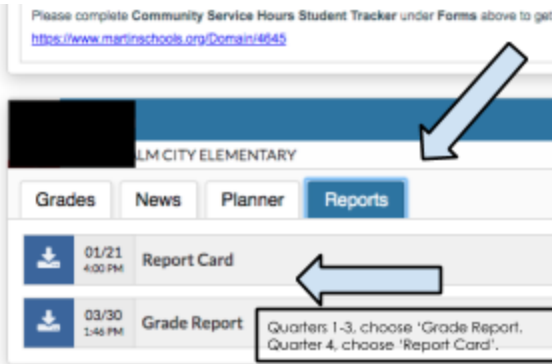 Please complete Community Service Hours Student Tracker under Forms above to get
https://www.martinschools.org/Domain/4645
LM CITY ELEMENTARY
Grades News Planner Reports
01/21
4:00 PM
Report Card
03/30
1:46 PM
Grade Report
Quarters 1-3, choose 'Grade Report.
Quarter 4, choose 'Report Card'.